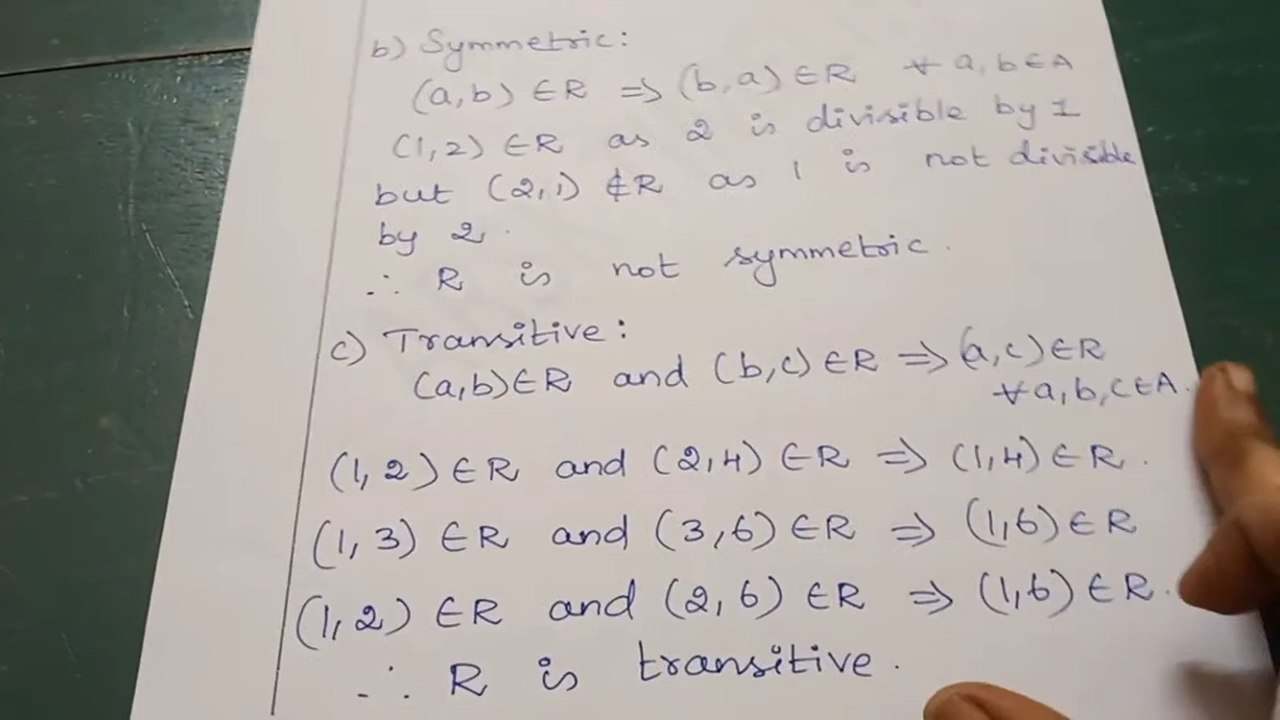 b) Symmetric:
(a,b) ∈R ⇒ (b,a) ∈R ∀ a,b∈A
(1,2) ∈R as 2 is divisible by 1
but (2,1) ∉R as 1 is not divisible
by 2.
∴ R is not symmetric.
c) Transitive:
(a,b)∈R and (b,c) ∈R ⇒ (a,c)∈R
∀a,b,c∈A.
(1,2) ∈R and (2,4) ∈R ⇒ (1,4) ∈R.
(1,3) ∈R and (3,6) ∈R ⇒ (1,6) ∈R
(1,2) ∈R and (2,6) ∈R ⇒ (1,6) ∈R.
∴ R is transitive.